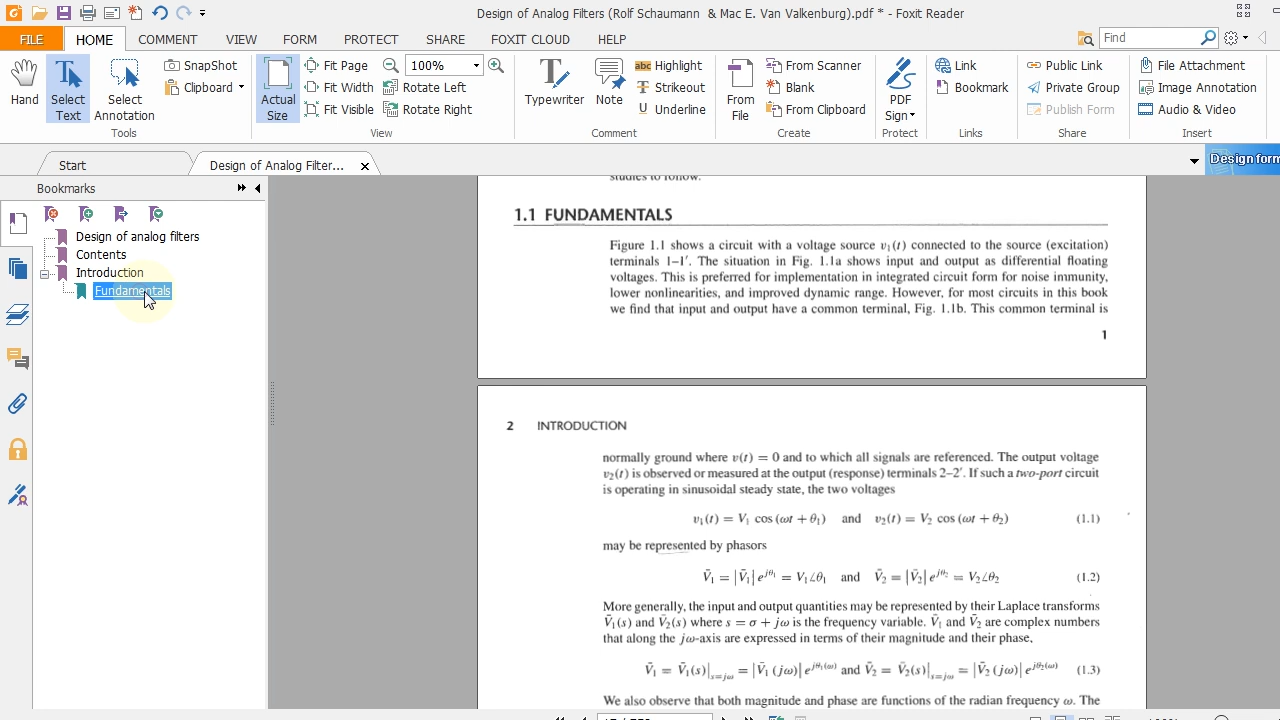 Design of Analog Filters (Rolf Schaumann & Mac E. Van Valkenburg).pdf * - Foxit Reader
FILE HOME COMMENT VIEW FORM PROTECT SHARE FOXIT CLOUD HELP Find
Hand
Select Text
Select Annotation
SnapShot
Clipboard
Tools
Actual Size
Fit Page
Fit Width
Fit Visible
100%
Rotate Left
Rotate Right
View
Typewriter
Note
Highlight
Strikeout
Underline
Comment
From File
From Scanner
Blank
From Clipboard
Create
PDF Sign
Protect
Link
Bookmark
Links
Public Link
Private Group
Publish Form
Share
File Attachment
Image Annotation
Audio & Video
Insert
Start
Design of Analog Filter...
Design form
Bookmarks
Design of analog filters
Contents
Introduction
Fundamentals
studies to follow.
1.1 FUNDAMENTALS
Figure 1.1 shows a circuit with a voltage source v₁(t) connected to the source (excitation)
terminals 1–1′. The situation in Fig. 1.1a shows input and output as differential floating
voltages. This is preferred for implementation in integrated circuit form for noise immunity,
lower nonlinearities, and improved dynamic range. However, for most circuits in this book
we find that input and output have a common terminal, Fig. 1.1b. This common terminal is
1
2 INTRODUCTION
normally ground where v(t) = 0 and to which all signals are referenced. The output voltage
v₂(t) is observed or measured at the output (response) terminals 2–2′. If such a two-port circuit
is operating in sinusoidal steady state, the two voltages
v₁(t) = V₁ cos (ωt + θ₁) and v₂(t) = V₂ cos (ωt + θ₂) (1.1)
may be represented by phasors
V̄₁ = |V̄₁| e^{jθ₁} = V₁∠θ₁ and V̄₂ = |V̄₂| e^{jθ₂} = V₂∠θ₂ (1.2)
More generally, the input and output quantities may be represented by their Laplace transforms
V̄₁(s) and V̄₂(s) where s = σ + jω is the frequency variable. V̄₁ and V̄₂ are complex numbers
that along the jω-axis are expressed in terms of their magnitude and their phase,
V̄₁ = V̄₁(s)|_{s=jω} = |V̄₁ (jω)| e^{jθ₁(ω)} and V̄₂ = V̄₂(s)|_{s=jω} = |V̄₂ (jω)| e^{jθ₂(ω)} (1.3)
We also observe that both magnitude and phase are functions of the radian frequency ω. The